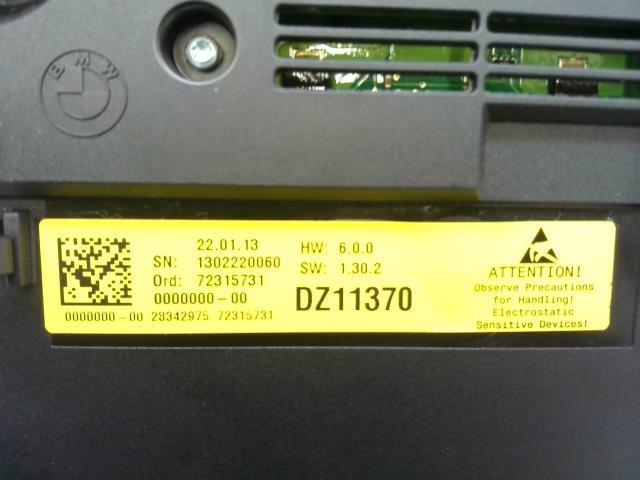 BMW
22.01.13
SN: 1302220060
Ord: 72315731
0000000-00
0000000-00 28342975 72315731
HW: 6.0.0
SW: 1.30.2
DZ11370
ATTENTION!
Observe Precautions
for Handling!
Electrostatic
Sensitive Devices!